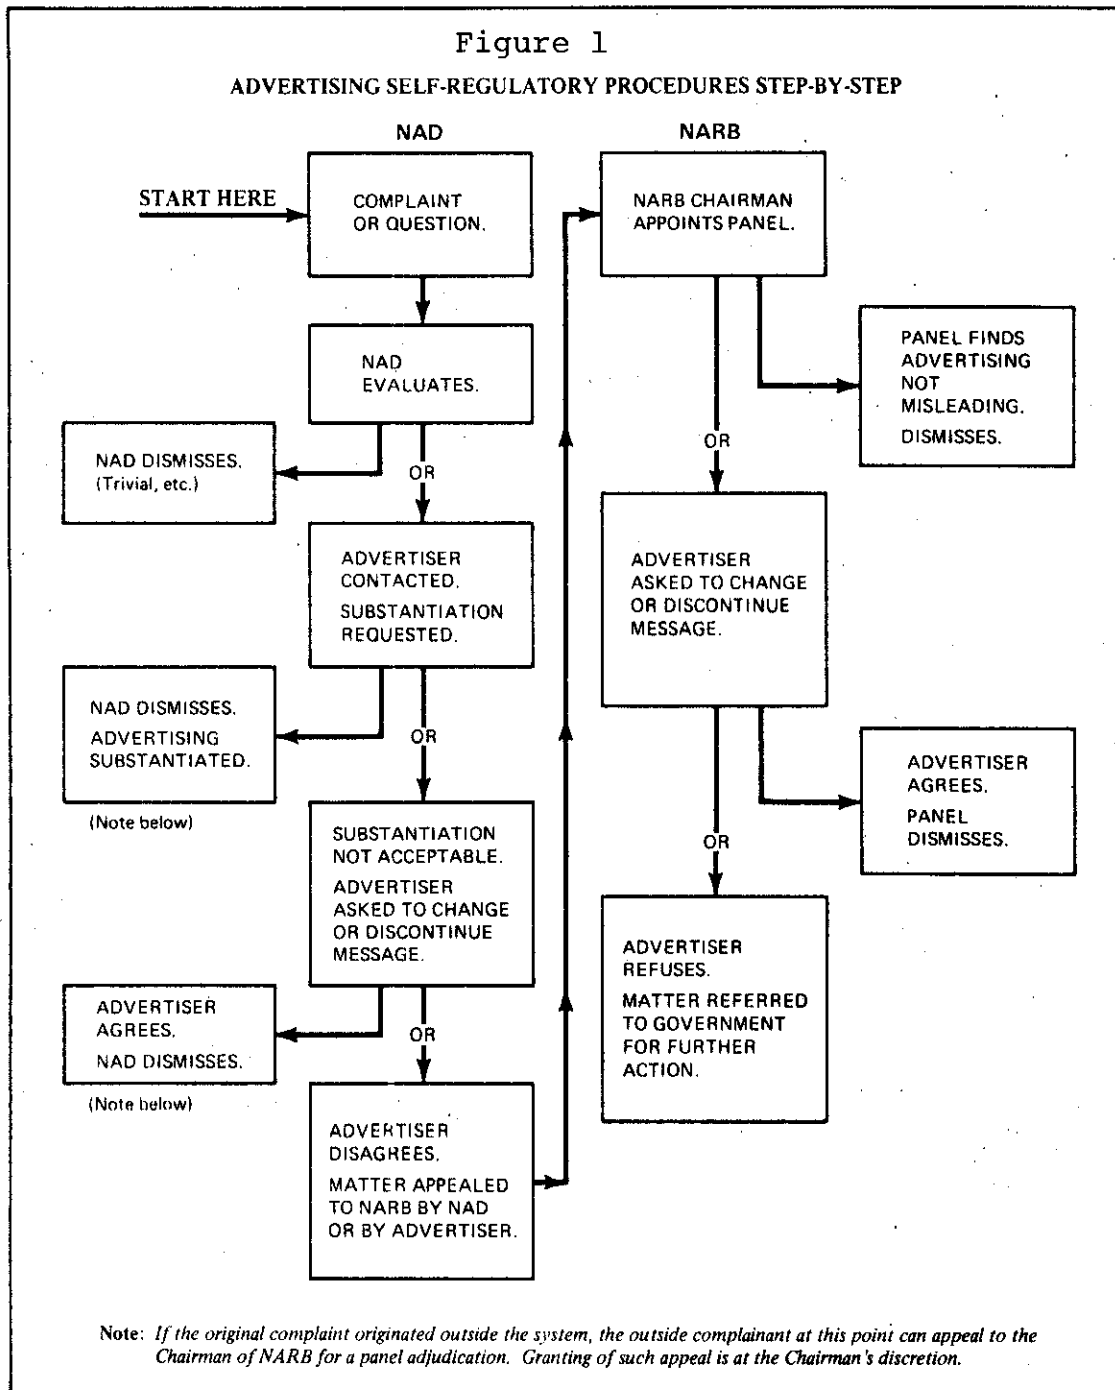 Figure 1
ADVERTISING SELF-REGULATORY PROCEDURES STEP-BY-STEP
NAD
START HERE
COMPLAINT
OR QUESTION.
NAD
EVALUATES.
NAD DISMISSES.
(Trivial, etc.)
OR
ADVERTISER
CONTACTED.
SUBSTANTIATION
REQUESTED.
NAD DISMISSES.
ADVERTISING
SUBSTANTIATED.
(Note below)
OR
SUBSTANTIATION
NOT ACCEPTABLE.
ADVERTISER
ASKED TO CHANGE
OR DISCONTINUE
MESSAGE.
ADVERTISER
AGREES.
NAD DISMISSES.
(Note below)
OR
ADVERTISER
DISAGREES.
MATTER APPEALED
TO NARB BY NAD
OR BY ADVERTISER.
NARB
NARB CHAIRMAN
APPOINTS PANEL.
PANEL FINDS
ADVERTISING
NOT
MISLEADING.
DISMISSES.
OR
ADVERTISER
ASKED TO CHANGE
OR DISCONTINUE
MESSAGE.
ADVERTISER
AGREES.
PANEL
DISMISSES.
OR
ADVERTISER
REFUSES.
MATTER REFERRED
TO GOVERNMENT
FOR FURTHER
ACTION.
Note: If the original complaint originated outside the system, the outside complainant at this point can appeal to the
Chairman of NARB for a panel adjudication. Granting of such appeal is at the Chairman's discretion.